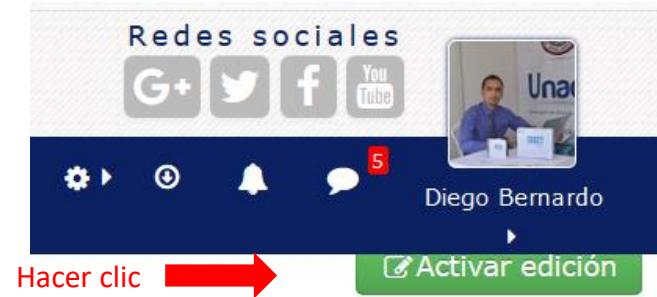 Redes sociales
G+ f You
Tube
Unad
5
Diego Bernardo
Activar edición
Hacer clic